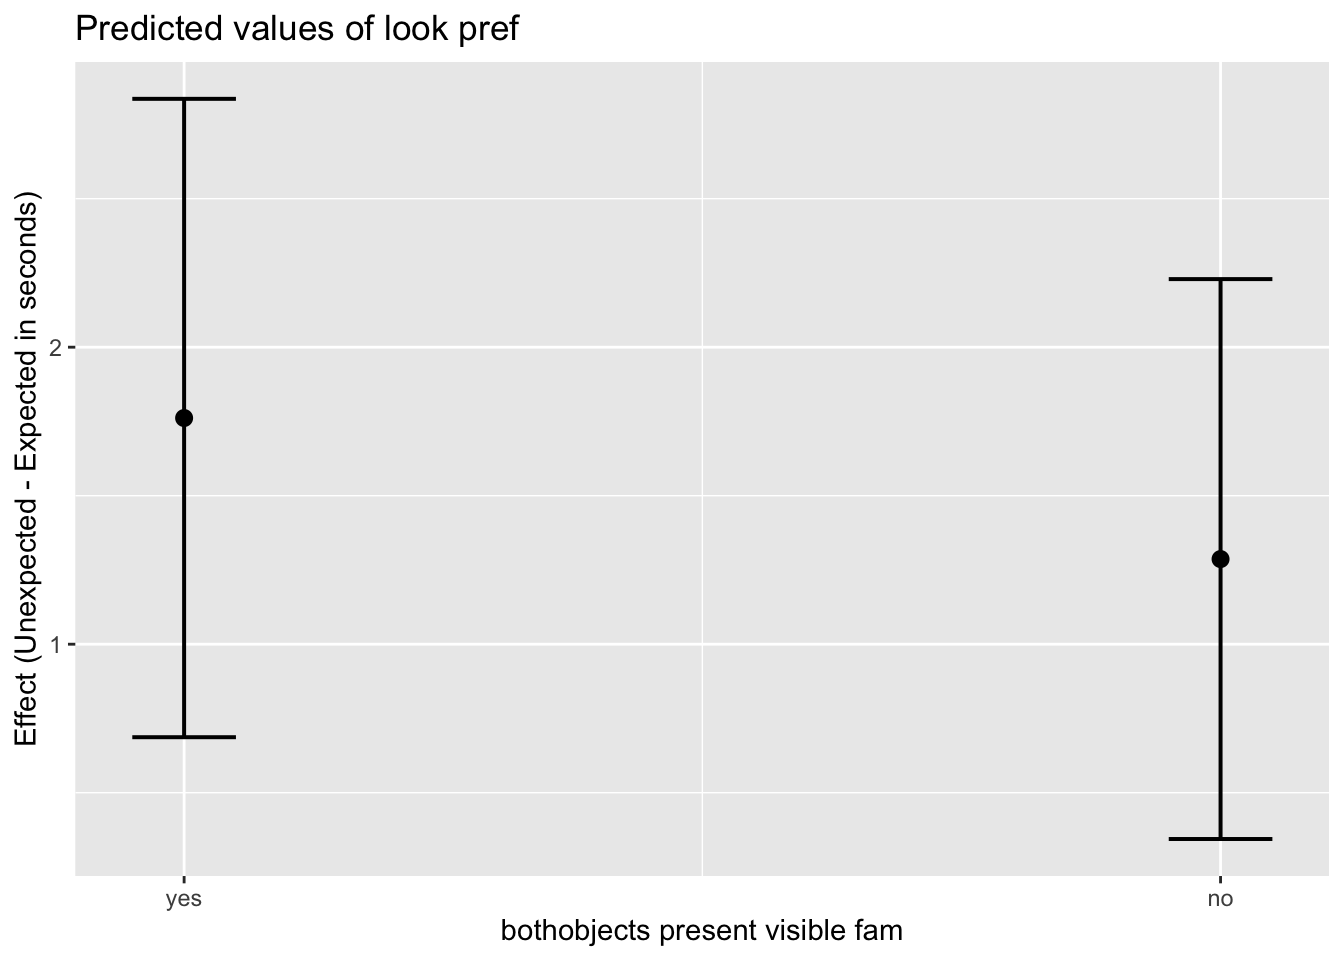 Predicted values of look pref
Effect (Unexpected - Expected in seconds)
2
1
yes
no
bothobjects present visible fam